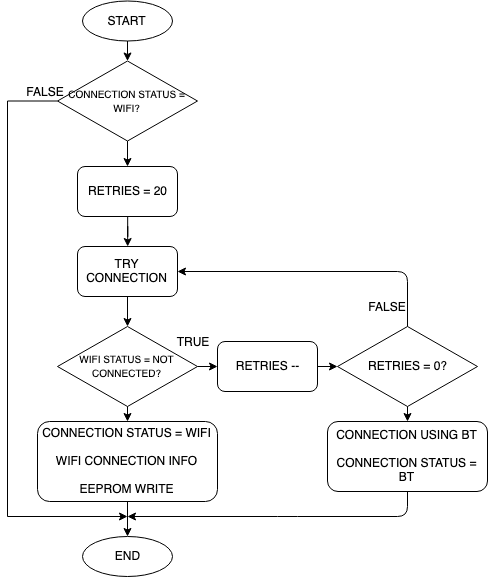 START
FALSE
CONNECTION STATUS =
WIFI?
RETRIES = 20
TRY
CONNECTION
FALSE
WIFI STATUS = NOT
CONNECTED?
TRUE
RETRIES --
RETRIES = 0?
CONNECTION STATUS = WIFI
WIFI CONNECTION INFO
EEPROM WRITE
CONNECTION USING BT
CONNECTION STATUS =
BT
END